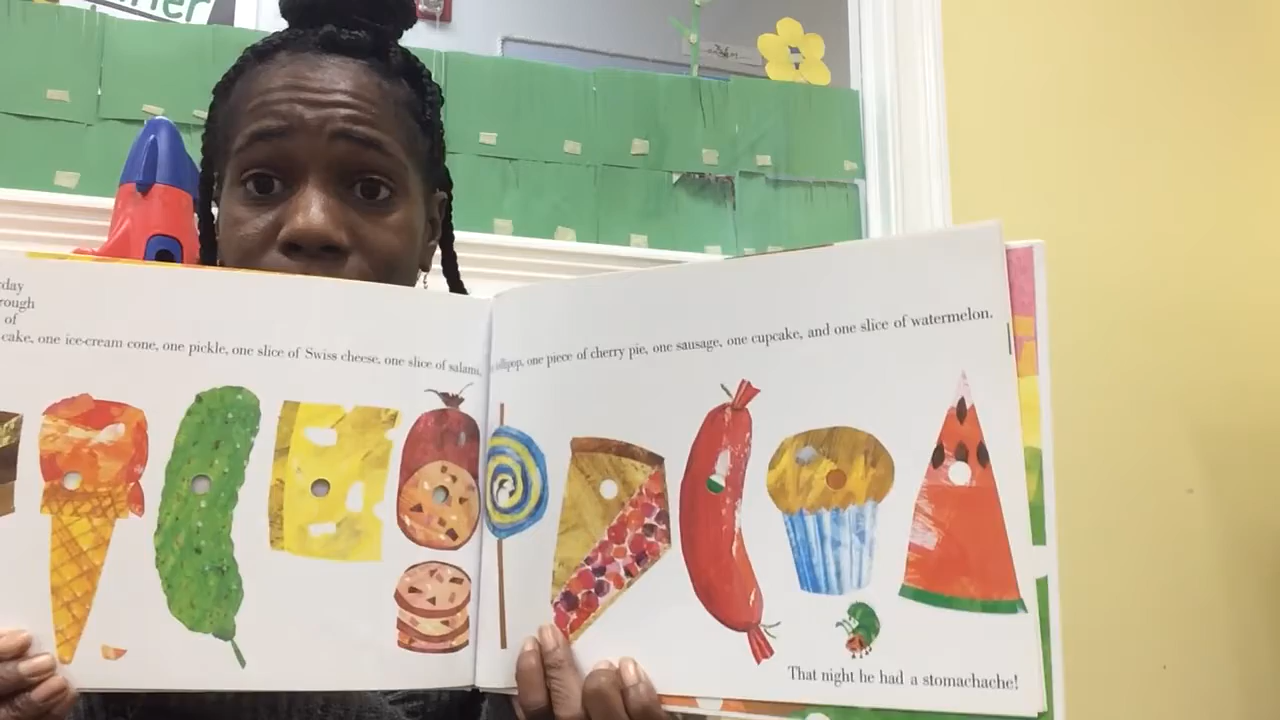 day
rough
of
cake, one ice-cream cone, one pickle, one slice of Swiss cheese, one slice of salami,
lollipop, one piece of cherry pie, one sausage, one cupcake, and one slice of watermelon.
That night he had a stomachache!